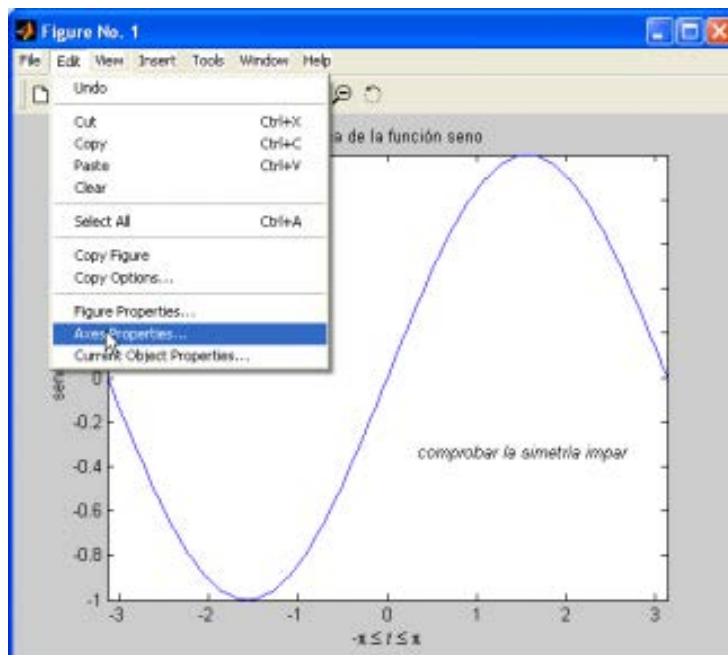 Figure No. 1
File Edit View Insert Tools Window Help
Undo
Cut Ctrl+X
Copy Ctrl+C
Paste Ctrl+V
Clear
Select All Ctrl+A
Copy Figure
Copy Options...
Figure Properties...
Axes Properties...
Current Object Properties...
de la función seno
0
-0.2
-0.4
-0.6
-0.8
-1
comprobar la simetría impar
-3 -2 -1 0 1 2 3
-π ≤ t ≤ π